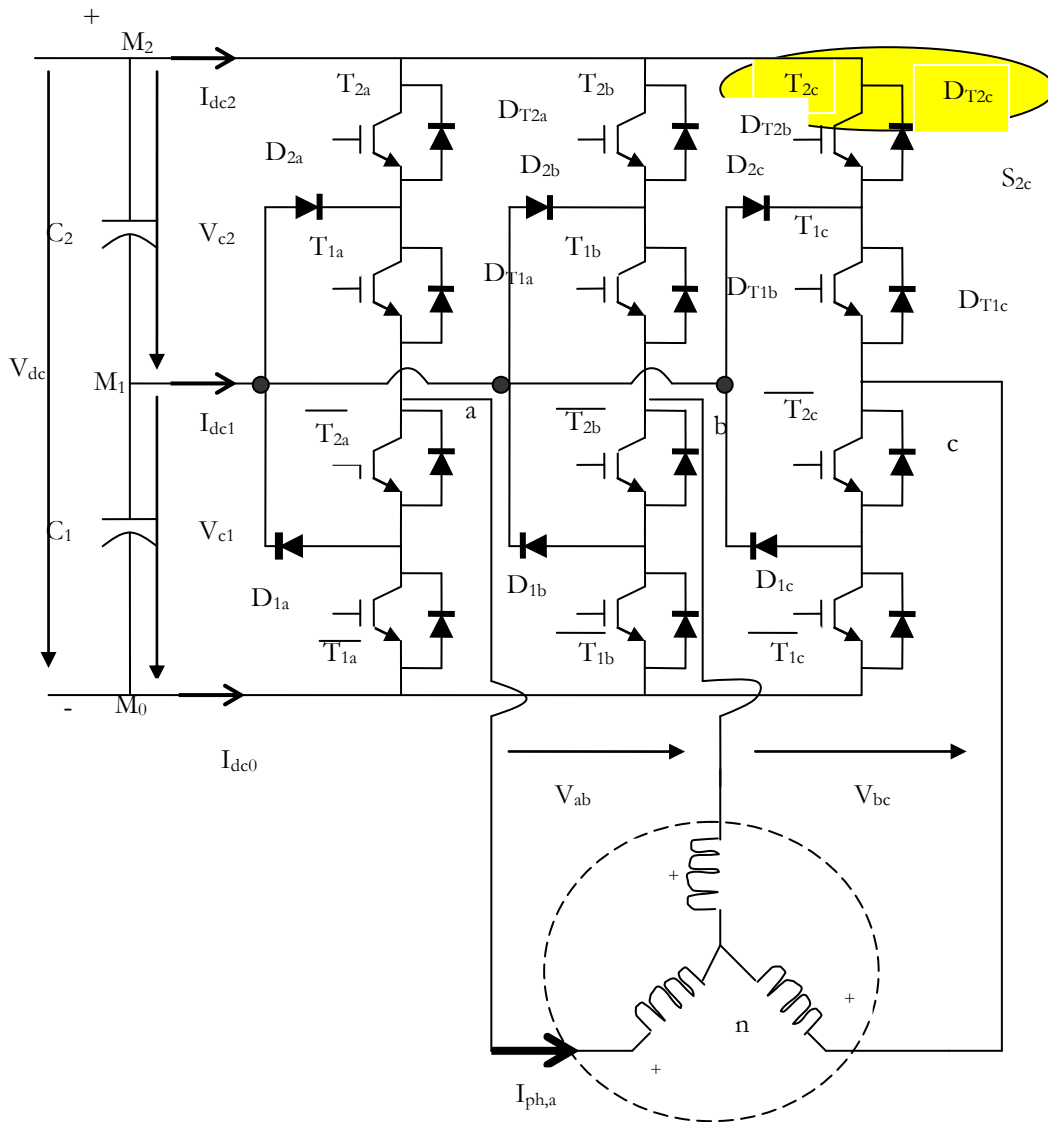 +
M2
Idc2
T2a
T2b
T2c
DT2c
DT2a
DT2b
D2a
D2b
D2c
S2c
C2
Vc2
T1a
T1b
T1c
DT1a
DT1b
DT1c
Vdc
M1
Idc1
a
b
c
T2a
T2b
T2c
C1
Vc1
D1a
D1b
D1c
T1a
T1b
T1c
-
M0
Idc0
Vab
Vbc
+
+
n
+
Iph,a